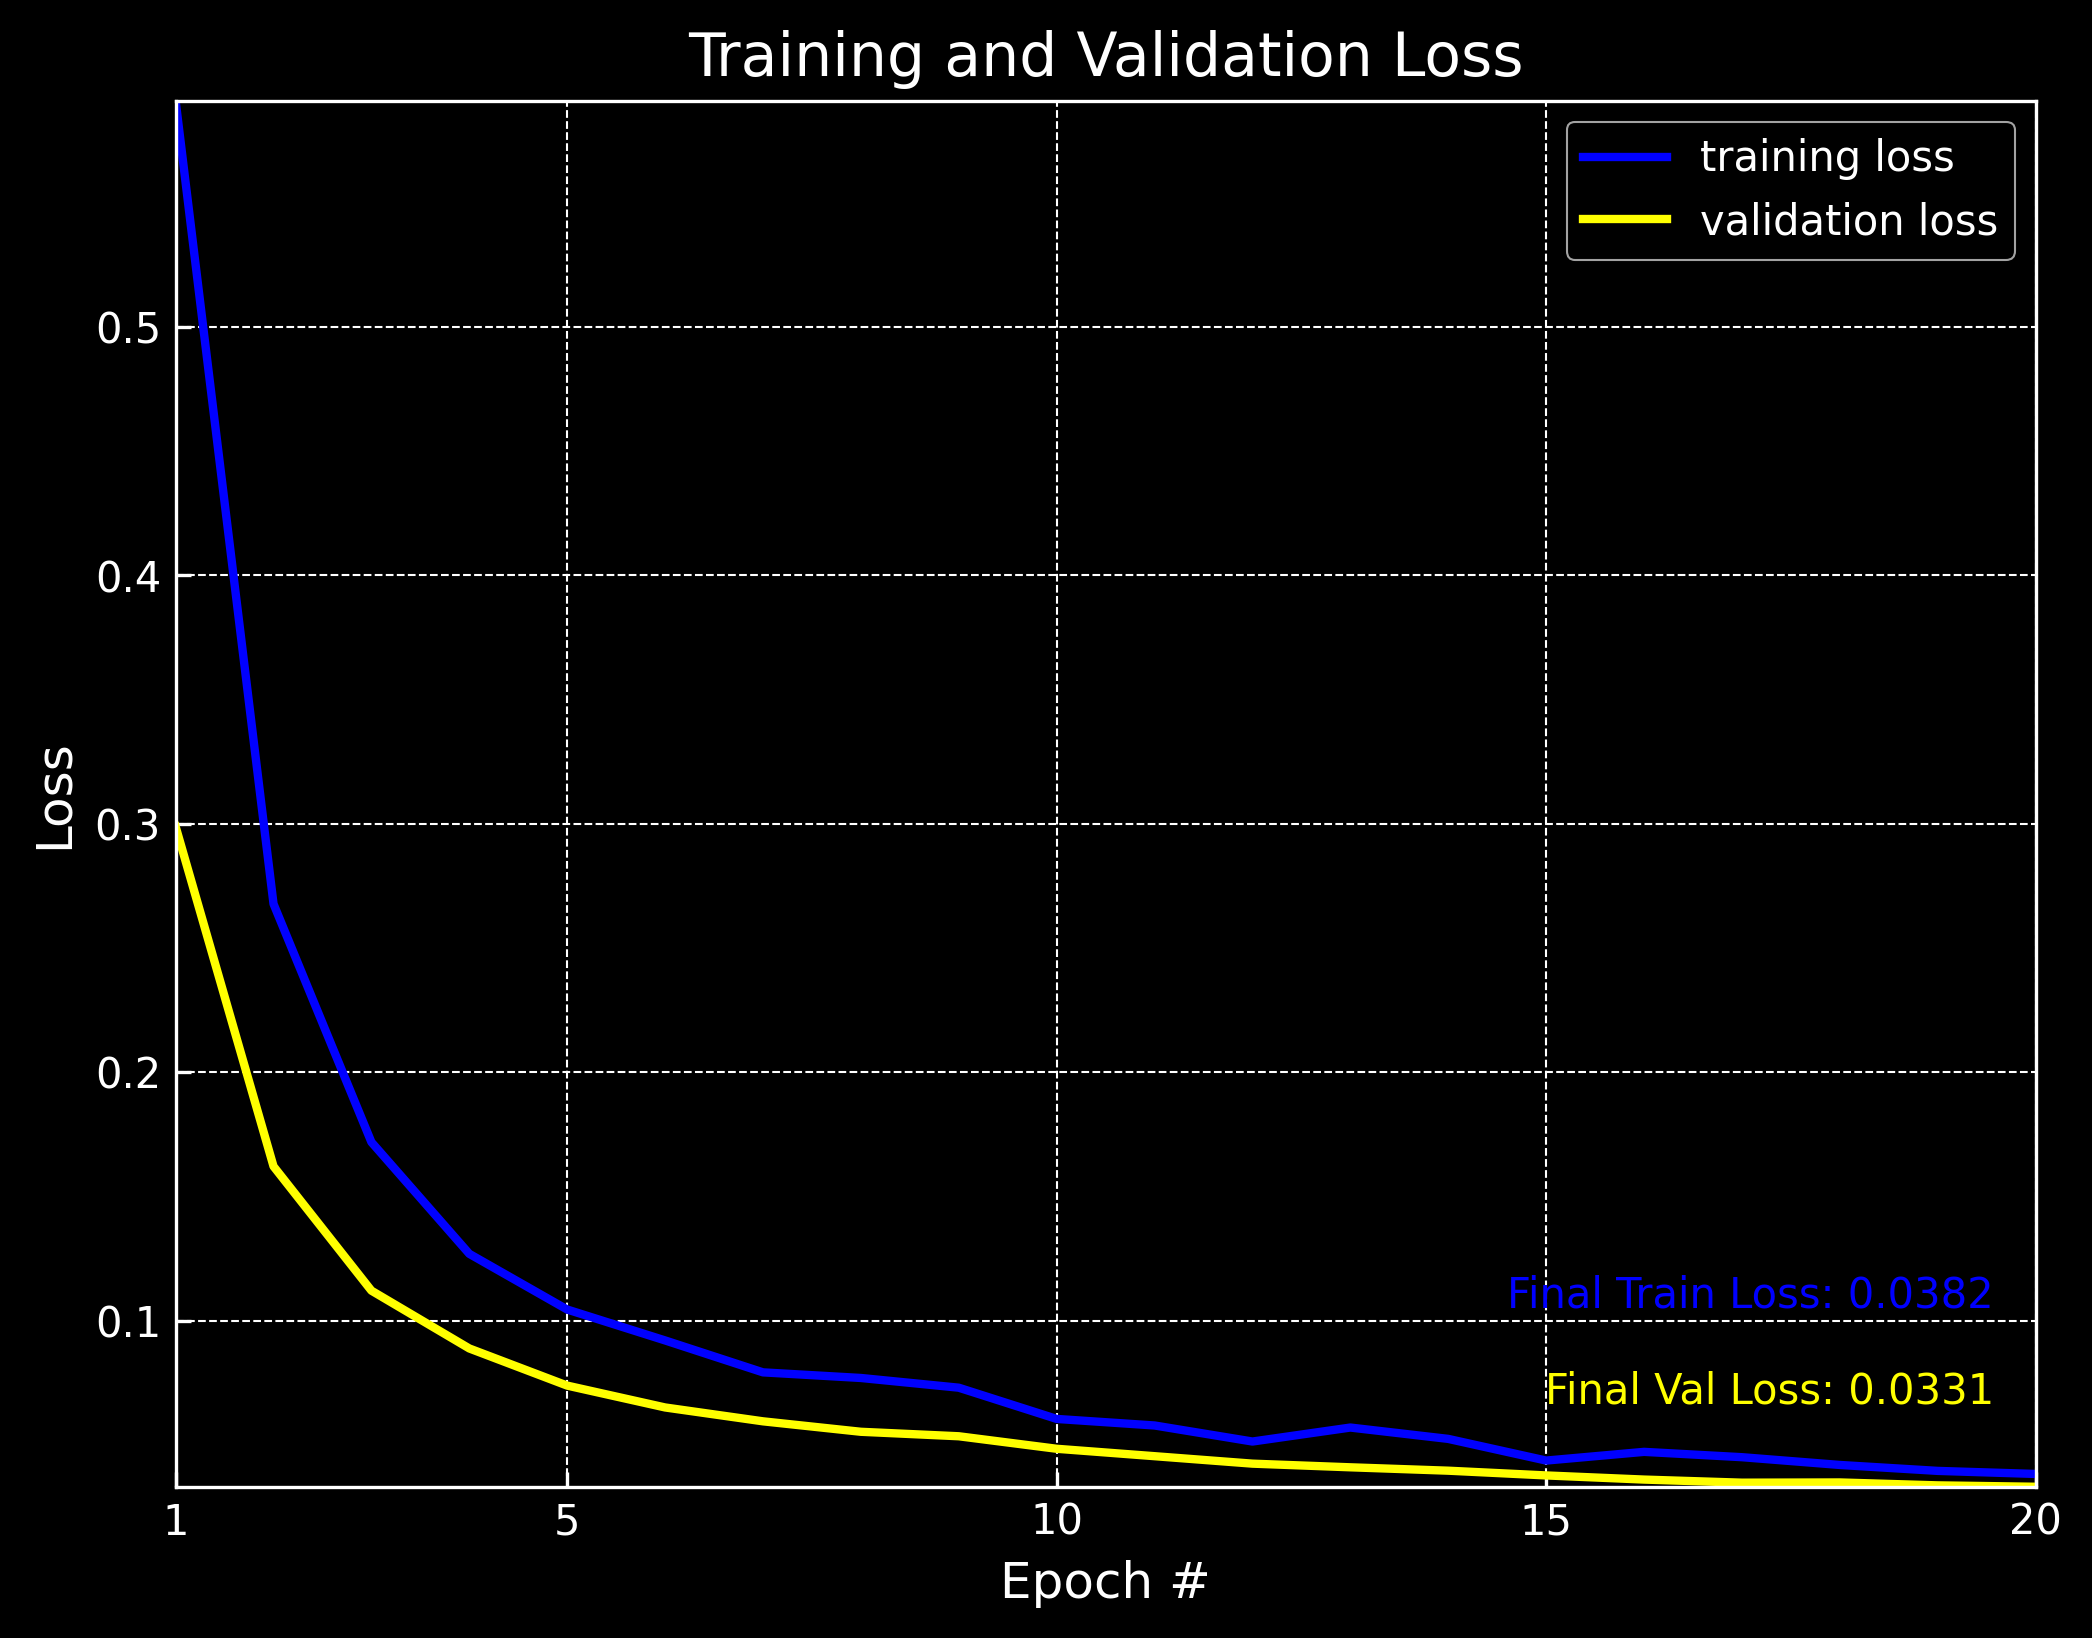 Training and Validation Loss
training loss
validation loss
0.5
0.4
0.3
0.2
0.1
Loss
Final Train Loss: 0.0382
Final Val Loss: 0.0331
1 5 10 15 20
Epoch #